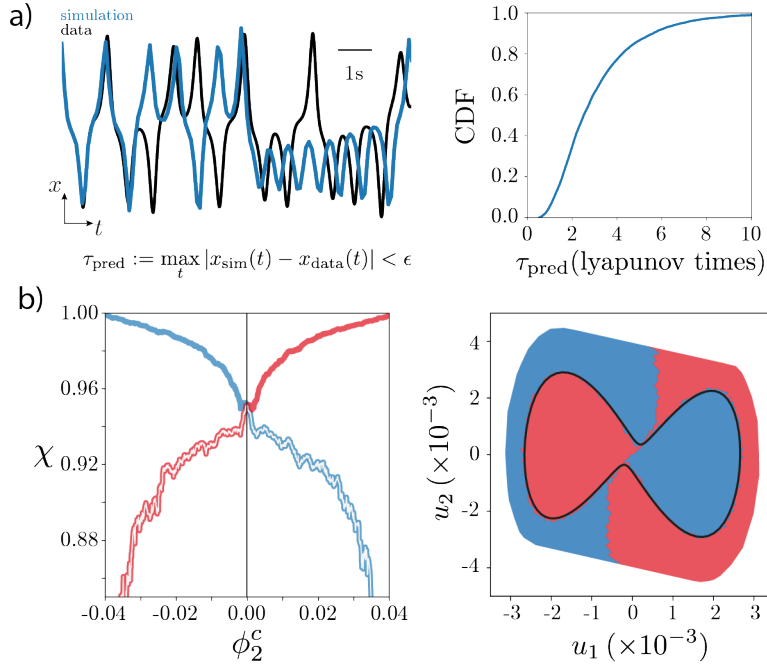 a)
simulation
data
1s
x
t
τ_pred := max_t |x_sim(t) − x_data(t)| < ϵ
CDF
1.0
0.8
0.6
0.4
0.2
0.0
0 2 4 6 8 10
τ_pred (lyapunov times)
b)
χ
1.00
0.96
0.92
0.88
-0.04 -0.02 0.00 0.02 0.04
ϕ_2^c
u_2 (×10^−3)
4
2
0
-2
-4
-3 -2 -1 0 1 2 3
u_1 (×10^−3)